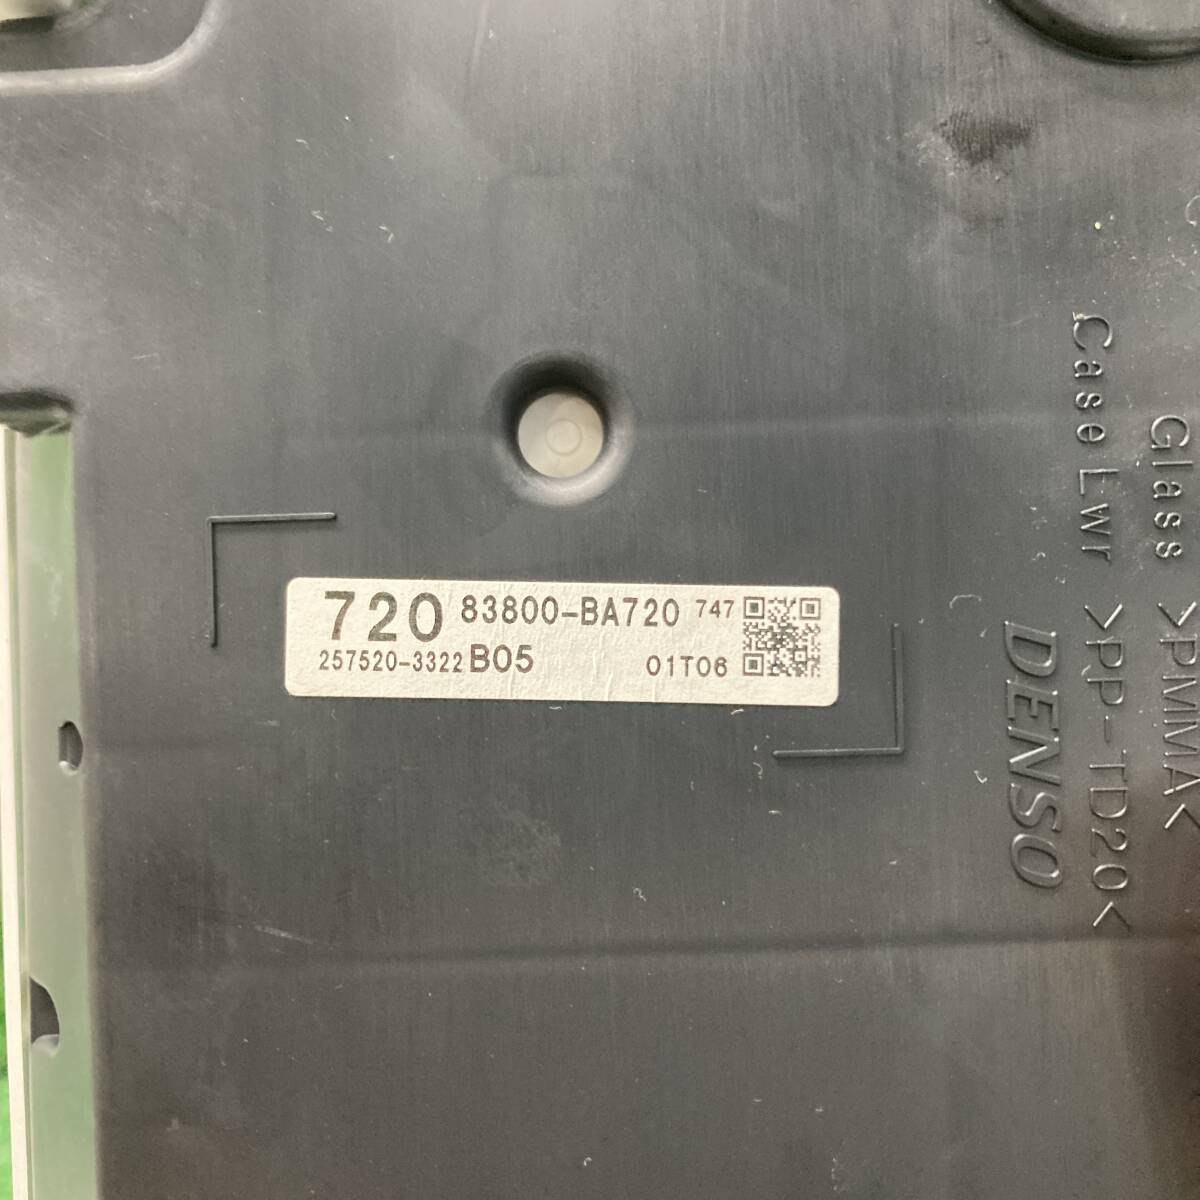 720 83800-BA720 747
257520-3322 B05 01T06
Glass >PMMA<
Case Lwr >PP-TD20<
DENSO